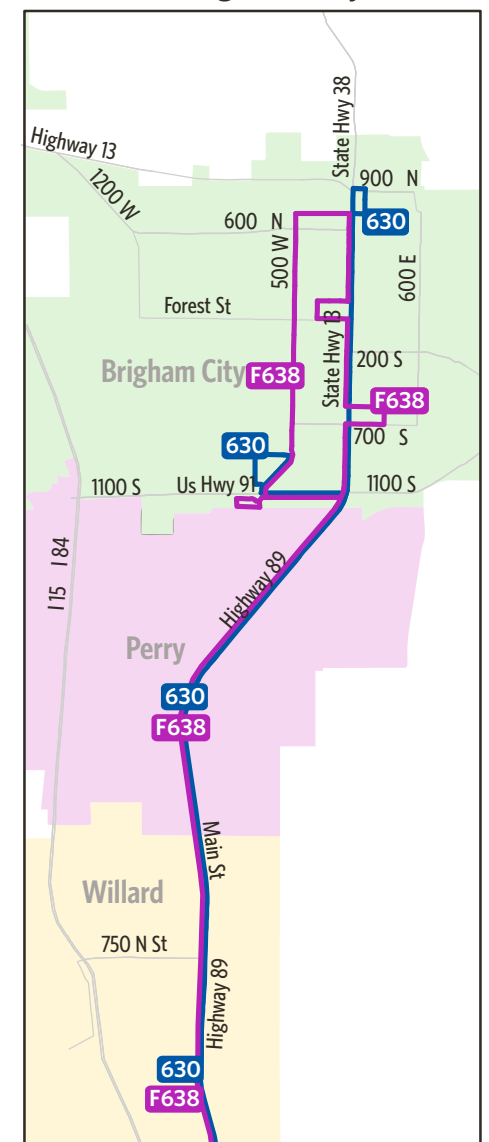 State Hwy 38
Highway 13
900 N
1200 W
600 N
630
500 W
600 E
Forest St
State Hwy 13
200 S
Brigham City
F638
F638
700 S
630
Us Hwy 91
1100 S
1100 S
I 15 I 84
Highway 89
Perry
630
F638
Main St
Willard
750 N St
Highway 89
630
F638